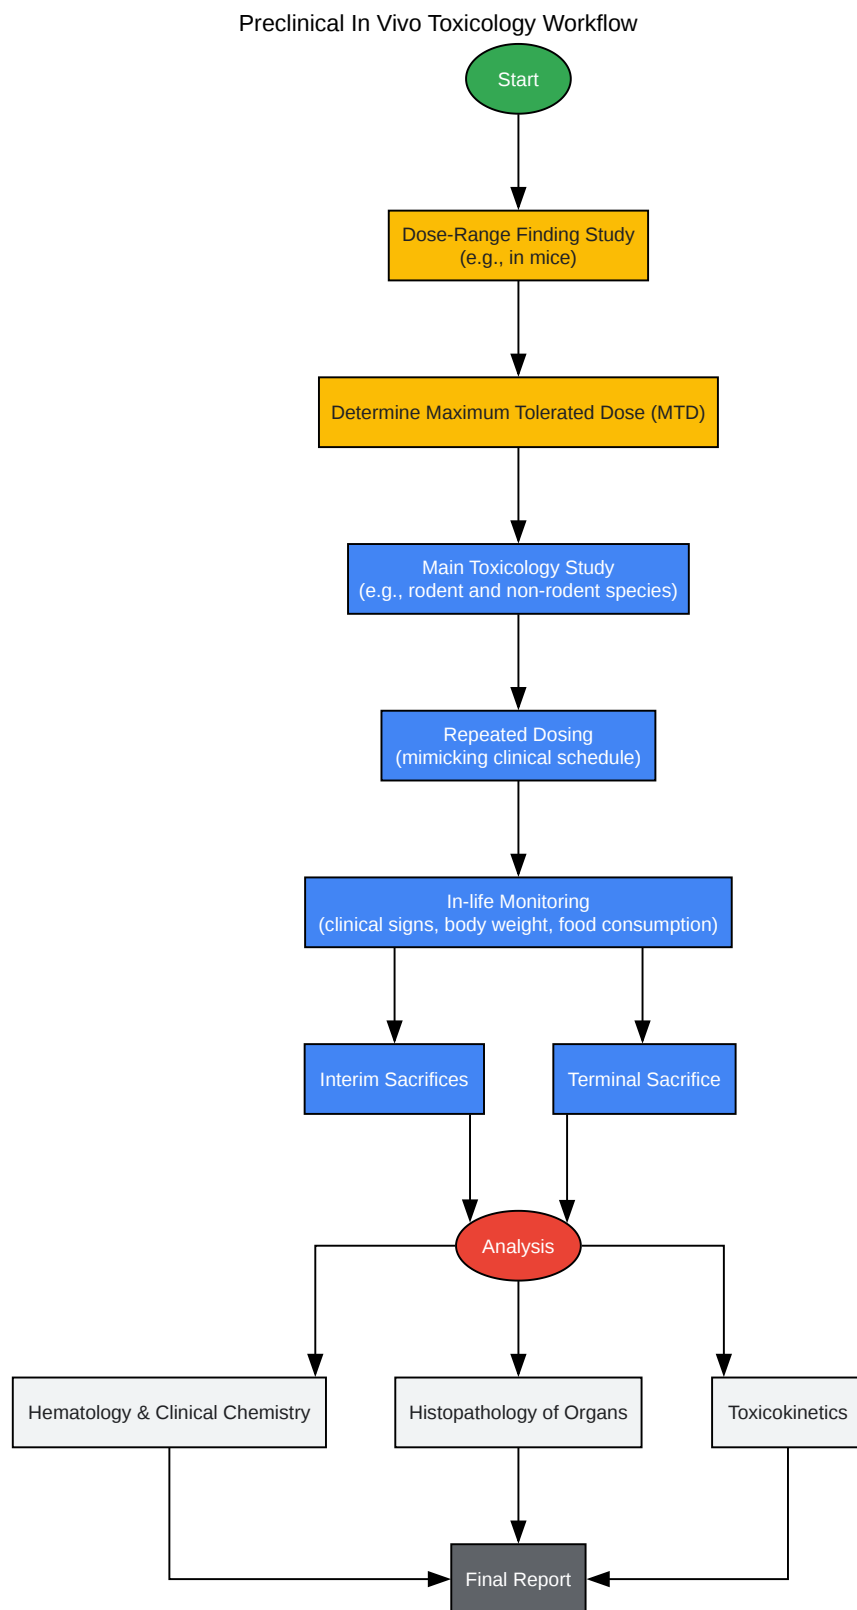 Preclinical In Vivo Toxicology Workflow
Start
Dose-Range Finding Study
(e.g., in mice)
Determine Maximum Tolerated Dose (MTD)
Main Toxicology Study
(e.g., rodent and non-rodent species)
Repeated Dosing
(mimicking clinical schedule)
In-life Monitoring
(clinical signs, body weight, food consumption)
Interim Sacrifices
Terminal Sacrifice
Analysis
Hematology & Clinical Chemistry
Histopathology of Organs
Toxicokinetics
Final Report